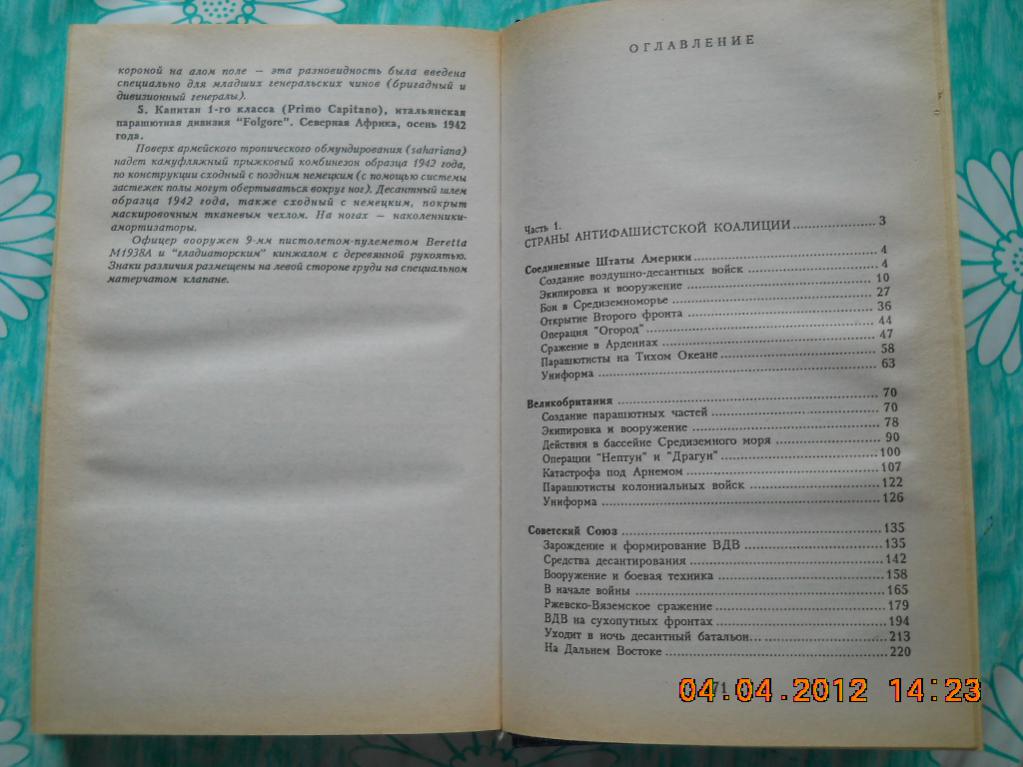 короной на алом поле — эта разновидность была введена
специально для младших генеральских чинов (бригадный и
дивизионный генералы).
5. Капитан 1-го класса (Primo Capitano), итальянская
парашютная дивизия "Folgore". Северная Африка, осень 1942
года.
Поверх армейского тропического обмундирования (sahariana)
надет камуфляжный прыжковый комбинезон образца 1942 года,
по конструкции сходный с поздним немецким (с помощью системы
застежек полы могут обертываться вокруг ног). Десантный шлем
образца 1942 года, также сходный с немецким, покрыт
маскировочным тканевым чехлом. На ногах — наколенники-
амортизаторы.
Офицер вооружен 9-мм пистолетом-пулеметом Beretta
M1938A и "гладиаторским" кинжалом с деревянной рукоятью.
Знаки различия размещены на левой стороне груди на специальном
матерчатом клапане.
ОГЛАВЛЕНИЕ
Часть 1.
СТРАНЫ АНТИФАШИСТСКОЙ КОАЛИЦИИ 3
Соединенные Штаты Америки 4
Создание воздушно-десантных войск 4
Экипировка и вооружение 10
Бои в Средиземноморье 27
Открытие Второго фронта 36
Операция "Огород" 44
Сражение в Арденнах 47
Парашютисты на Тихом Океане 58
Униформа 63
Великобритания 70
Создание парашютных частей 70
Экипировка и вооружение 78
Действия в бассейне Средиземного моря 90
Операции "Нептун" и "Драгун" 100
Катастрофа под Арнемом 107
Парашютисты колониальных войск 122
Униформа 126
Советский Союз 135
Зарождение и формирование ВДВ 135
Средства десантирования 142
Вооружение и боевая техника 158
В начале войны 165
Ржевско-Вяземское сражение 179
ВДВ на сухопутных фронтах 194
Уходит в ночь десантный батальон... 213
На Дальнем Востоке 220
04.04.2012 14:23